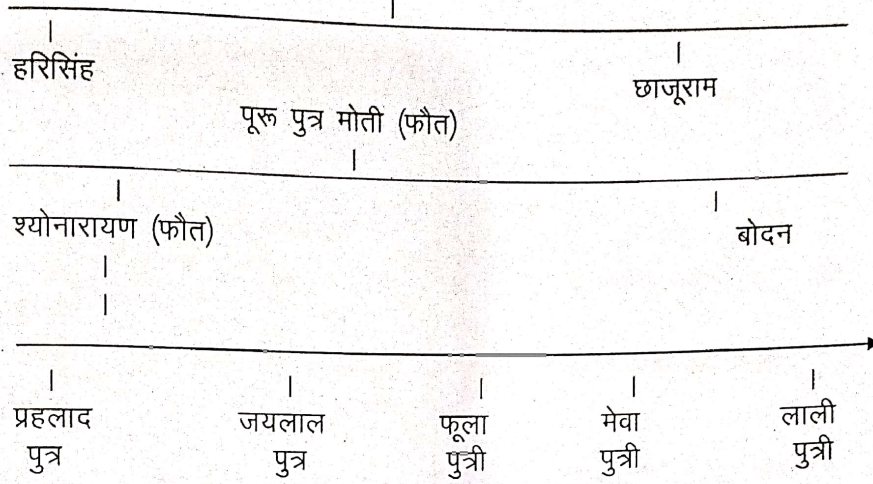 हरिसिंह
छाजूराम
पूरू पुत्र मोती (फौत)
श्योनारायण (फौत)
बोदन
प्रहलाद जयलाल फूला मेवा लाली
पुत्र पुत्र पुत्री पुत्री पुत्री